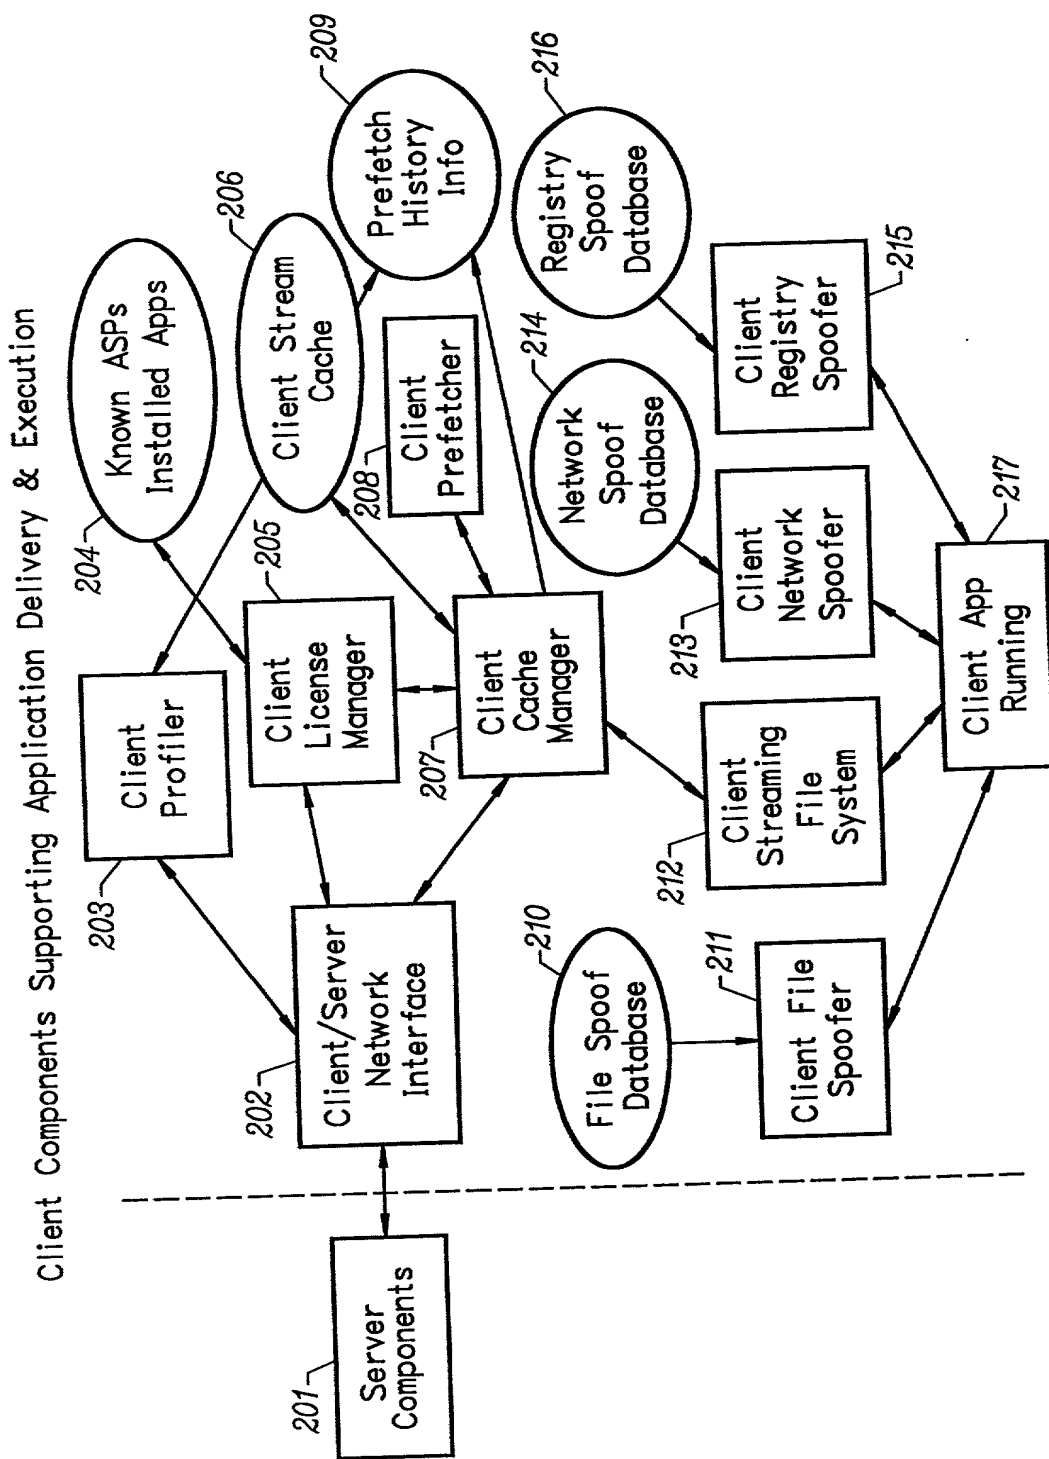 Client Components Supporting Application Delivery & Execution
201
Server
Components
202
Client/Server
Network
Interface
203
Client
Profiler
204
Known ASPs
Installed Apps
205
Client
License
Manager
206
Client Stream
Cache
207
Client
Cache
Manager
208
Client
Prefetcher
209
Prefetch
History
Info
210
File Spoof
Database
211
Client File
Spoofer
212
Client
Streaming
File
System
213
Client
Network
Spoofer
214
Network
Spoof
Database
215
Client
Registry
Spoofer
216
Registry
Spoof
Database
217
Client App
Running